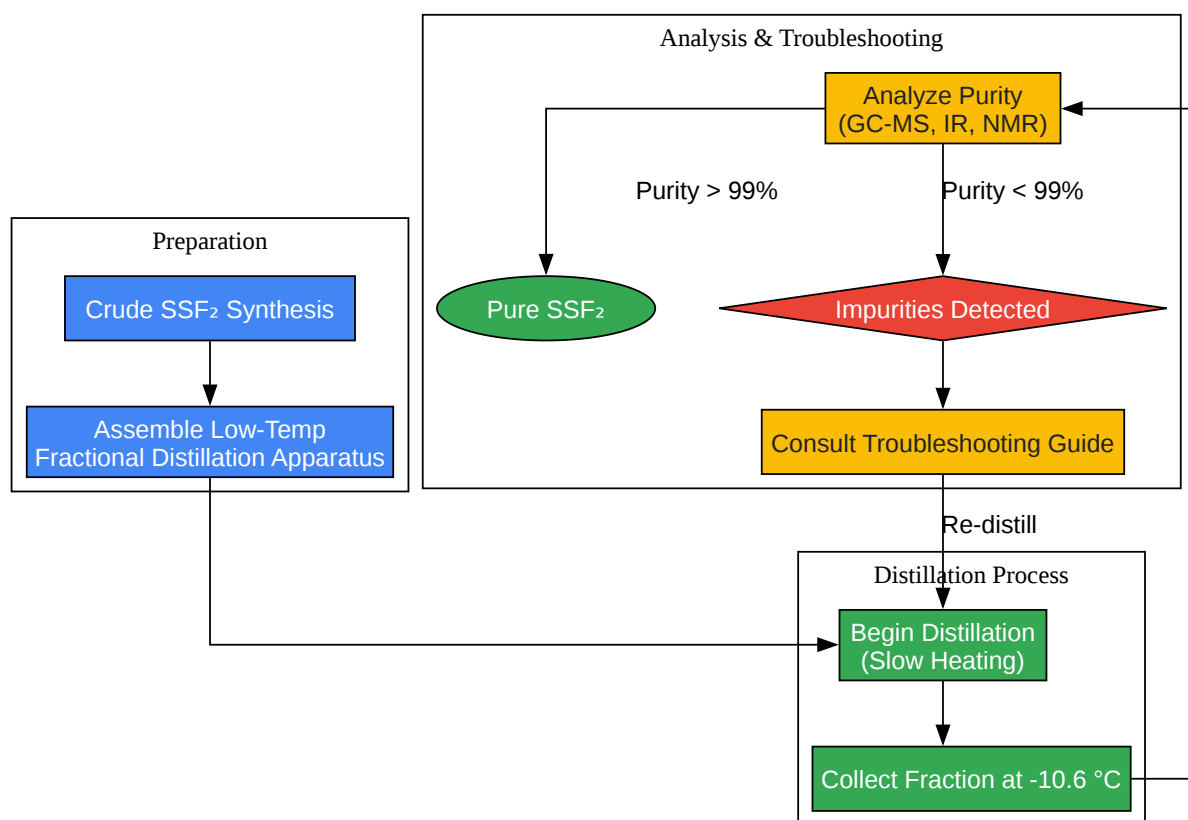 Analysis & Troubleshooting
Analyze Purity
(GC-MS, IR, NMR)
Purity > 99%
Purity < 99%
Preparation
Crude SSF₂ Synthesis
Pure SSF₂
Impurities Detected
Assemble Low-Temp
Fractional Distillation Apparatus
Consult Troubleshooting Guide
Re-distill
Distillation Process
Begin Distillation
(Slow Heating)
Collect Fraction at -10.6 °C